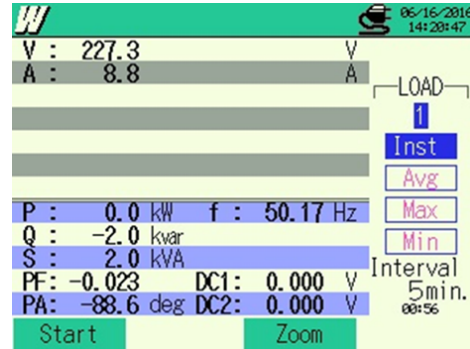 W 06/16/2016
14:20:47
V : 227.3 V
A : 8.8 A
LOAD
1
Inst
Avg
Max
Min
P : 0.0 kW f : 50.17 Hz
Q : -2.0 kvar
S : 2.0 kVA
PF: -0.023 DC1: 0.000 V
PA: -88.6 deg DC2: 0.000 V
Interval
5min.
00:56
Start Zoom